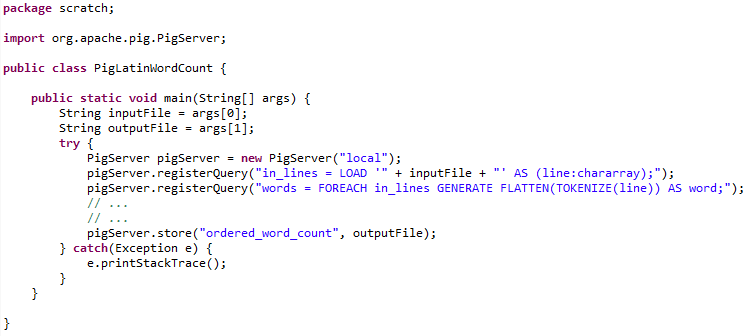 package scratch;
import org.apache.pig.PigServer;
public class PigLatinWordCount {
public static void main(String[] args) {
String inputFile = args[0];
String outputFile = args[1];
try {
PigServer pigServer = new PigServer("local");
pigServer.registerQuery("in_lines = LOAD '" + inputFile + "' AS (line:chararray);");
pigServer.registerQuery("words = FOREACH in_lines GENERATE FLATTEN(TOKENIZE(line)) AS word;");
// ...
// ...
pigServer.store("ordered_word_count", outputFile);
} catch(Exception e) {
e.printStackTrace();
}
}
}